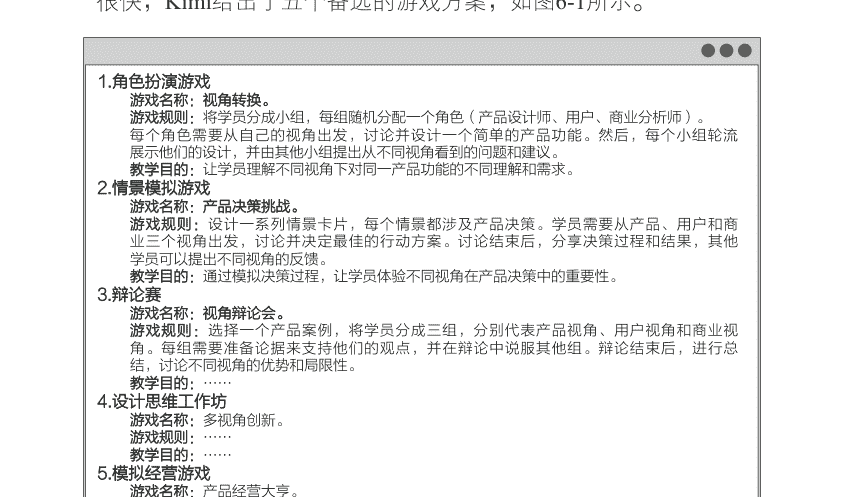 很快，Kimi给出了五个备选的游戏方案，如图6-1所示。
1.角色扮演游戏
游戏名称：视角转换。
游戏规则：将学员分成小组，每组随机分配一个角色（产品设计师、用户、商业分析师）。
每个角色需要从自己的视角出发，讨论并设计一个简单的产品功能。然后，每个小组轮流
展示他们的设计，并由其他小组提出从不同视角看到的问题和建议。
教学目的：让学员理解不同视角下对同一产品功能的不同理解和需求。
2.情景模拟游戏
游戏名称：产品决策挑战。
游戏规则：设计一系列情景卡片，每个情景都涉及产品决策。学员需要从产品、用户和商
业三个视角出发，讨论并决定最佳的行动方案。讨论结束后，分享决策过程和结果，其他
学员可以提出不同视角的反馈。
教学目的：通过模拟决策过程，让学员体验不同视角在产品决策中的重要性。
3.辩论赛
游戏名称：视角辩论会。
游戏规则：选择一个产品案例，将学员分成三组，分别代表产品视角、用户视角和商业视
角。每组需要准备论据来支持他们的观点，并在辩论中说服其他组。辩论结束后，进行总
结，讨论不同视角的优势和局限性。
教学目的：……
4.设计思维工作坊
游戏名称：多视角创新。
游戏规则：……
教学目的：……
5.模拟经营游戏
游戏名称：产品经营大亨。